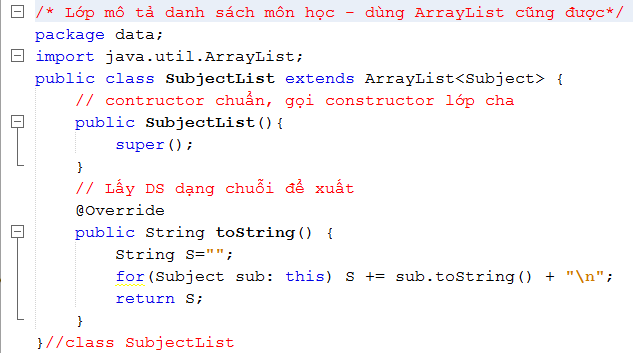 /* Lớp mô tả danh sách môn học - dùng ArrayList cũng được*/
package data;
import java.util.ArrayList;
public class SubjectList extends ArrayList<Subject> {
    // contructor chuẩn, gọi constructor lớp cha
    public SubjectList(){
        super();
    }
    // Lấy DS dạng chuỗi để xuất
    @Override
    public String toString() {
        String S="";
        for(Subject sub: this) S += sub.toString() + "\n";
        return S;
    }
}//class SubjectList